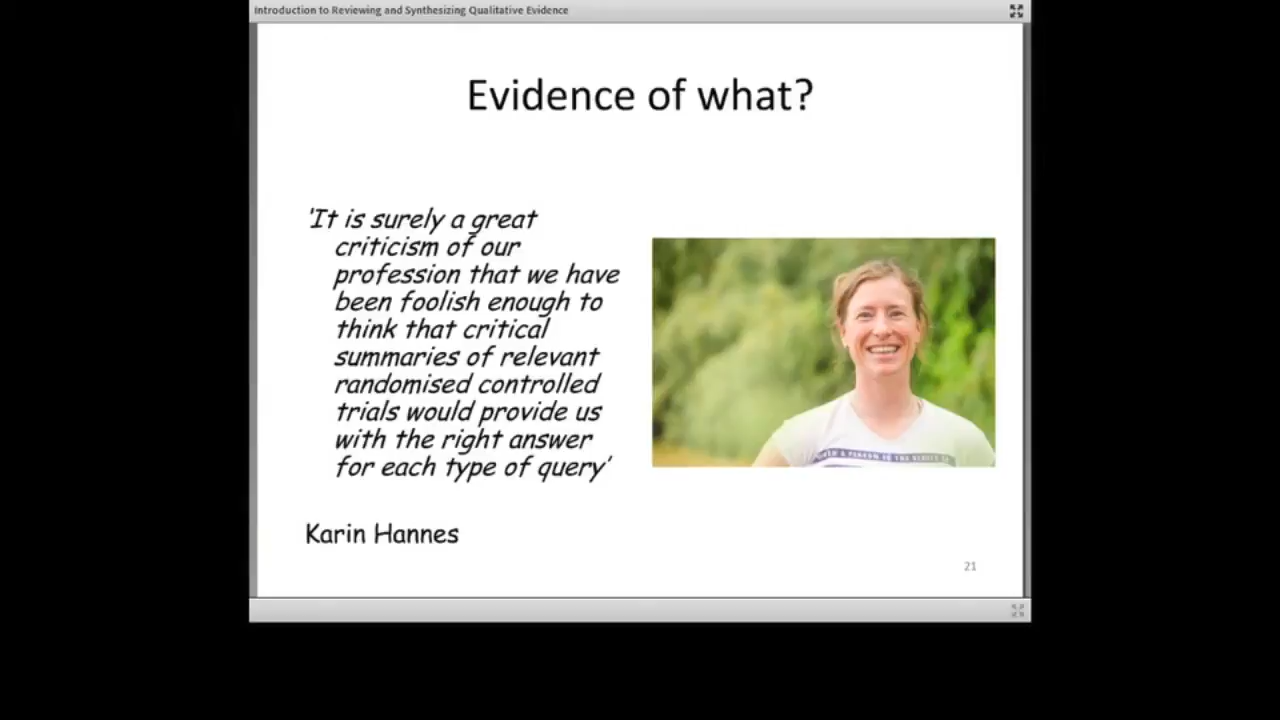 Introduction to Reviewing and Synthesizing Qualitative Evidence
Evidence of what?
‘It is surely a great
criticism of our
profession that we have
been foolish enough to
think that critical
summaries of relevant
randomised controlled
trials would provide us
with the right answer
for each type of query’
Karin Hannes
21